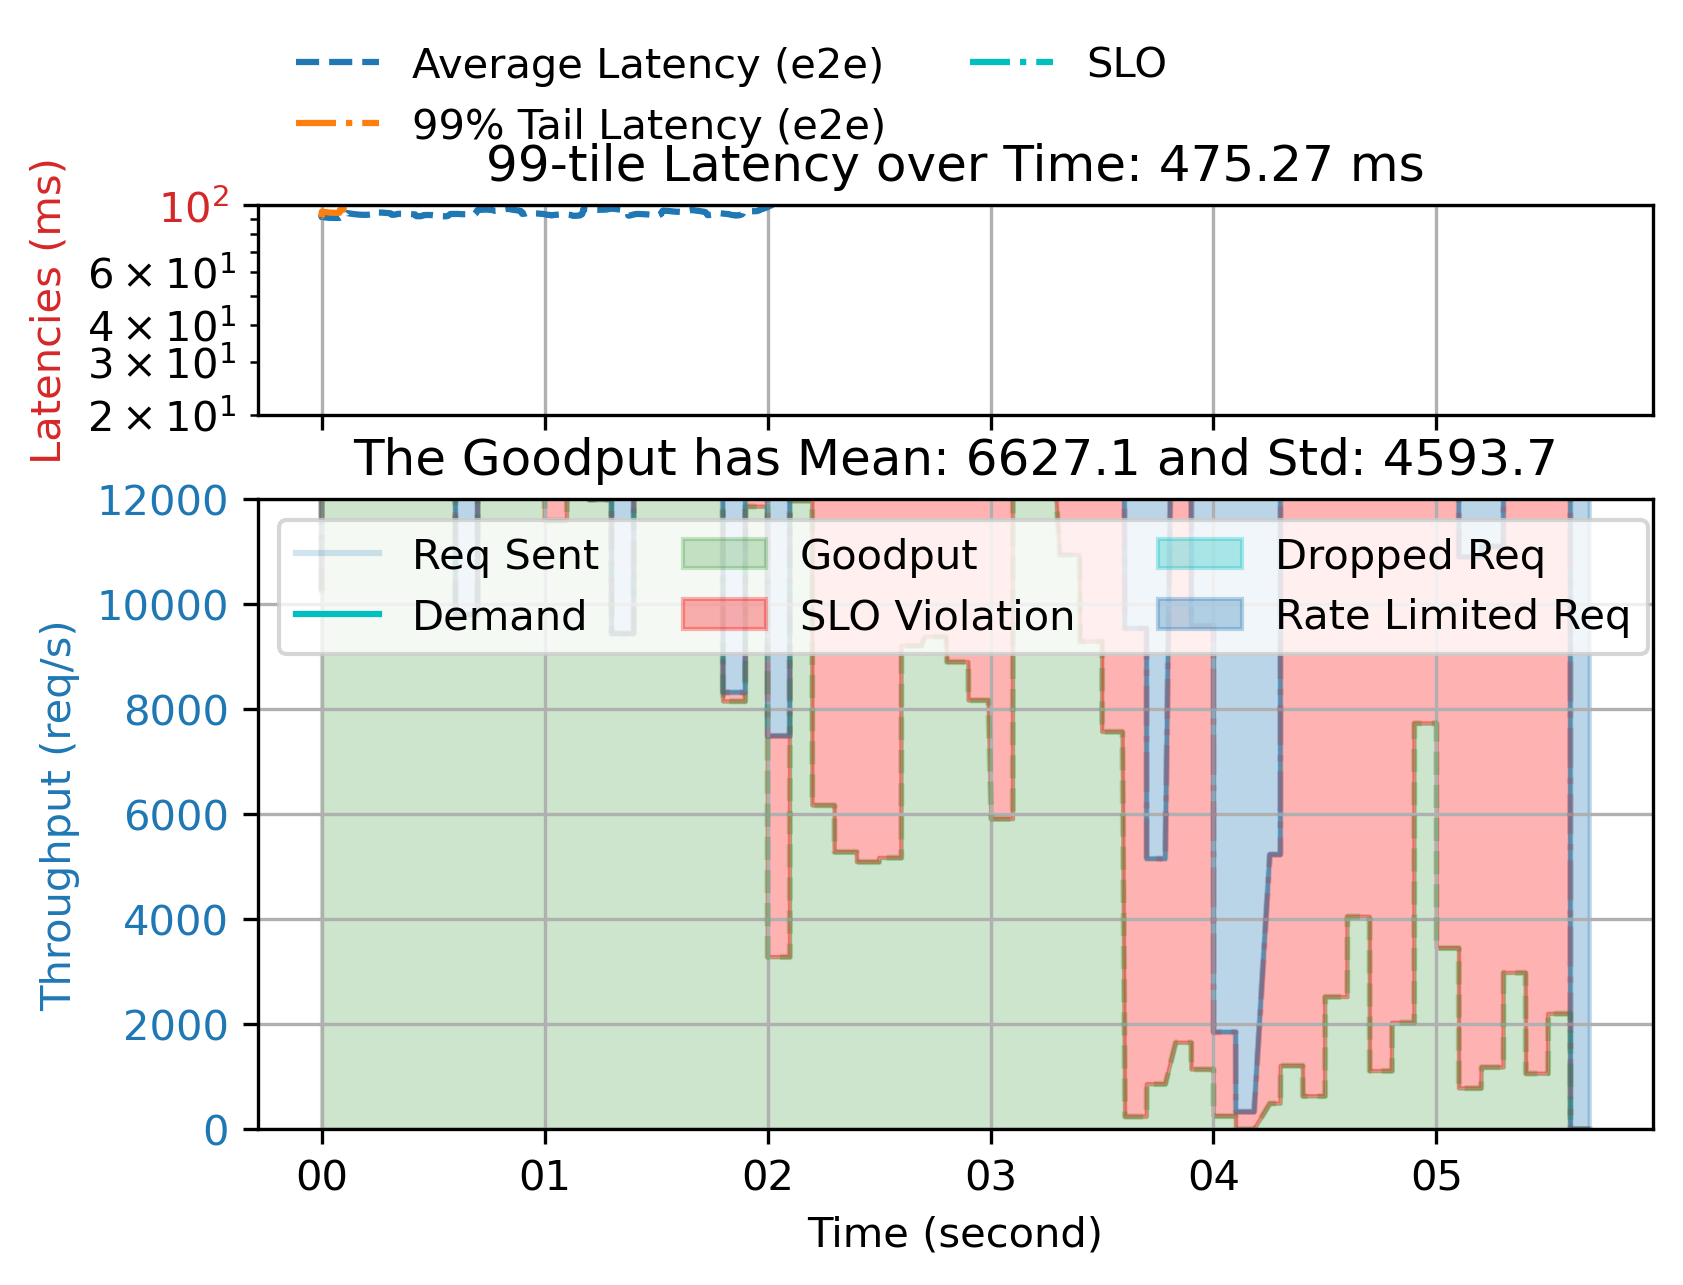 Average Latency (e2e)
SLO
99% Tail Latency (e2e)
99-tile Latency over Time: 475.27 ms
Latencies (ms)
10²
6 × 10¹
4 × 10¹
3 × 10¹
2 × 10¹
The Goodput has Mean: 6627.1 and Std: 4593.7
Throughput (req/s)
12000
10000
8000
6000
4000
2000
0
Req Sent
Goodput
Dropped Req
Demand
SLO Violation
Rate Limited Req
00 01 02 03 04 05
Time (second)